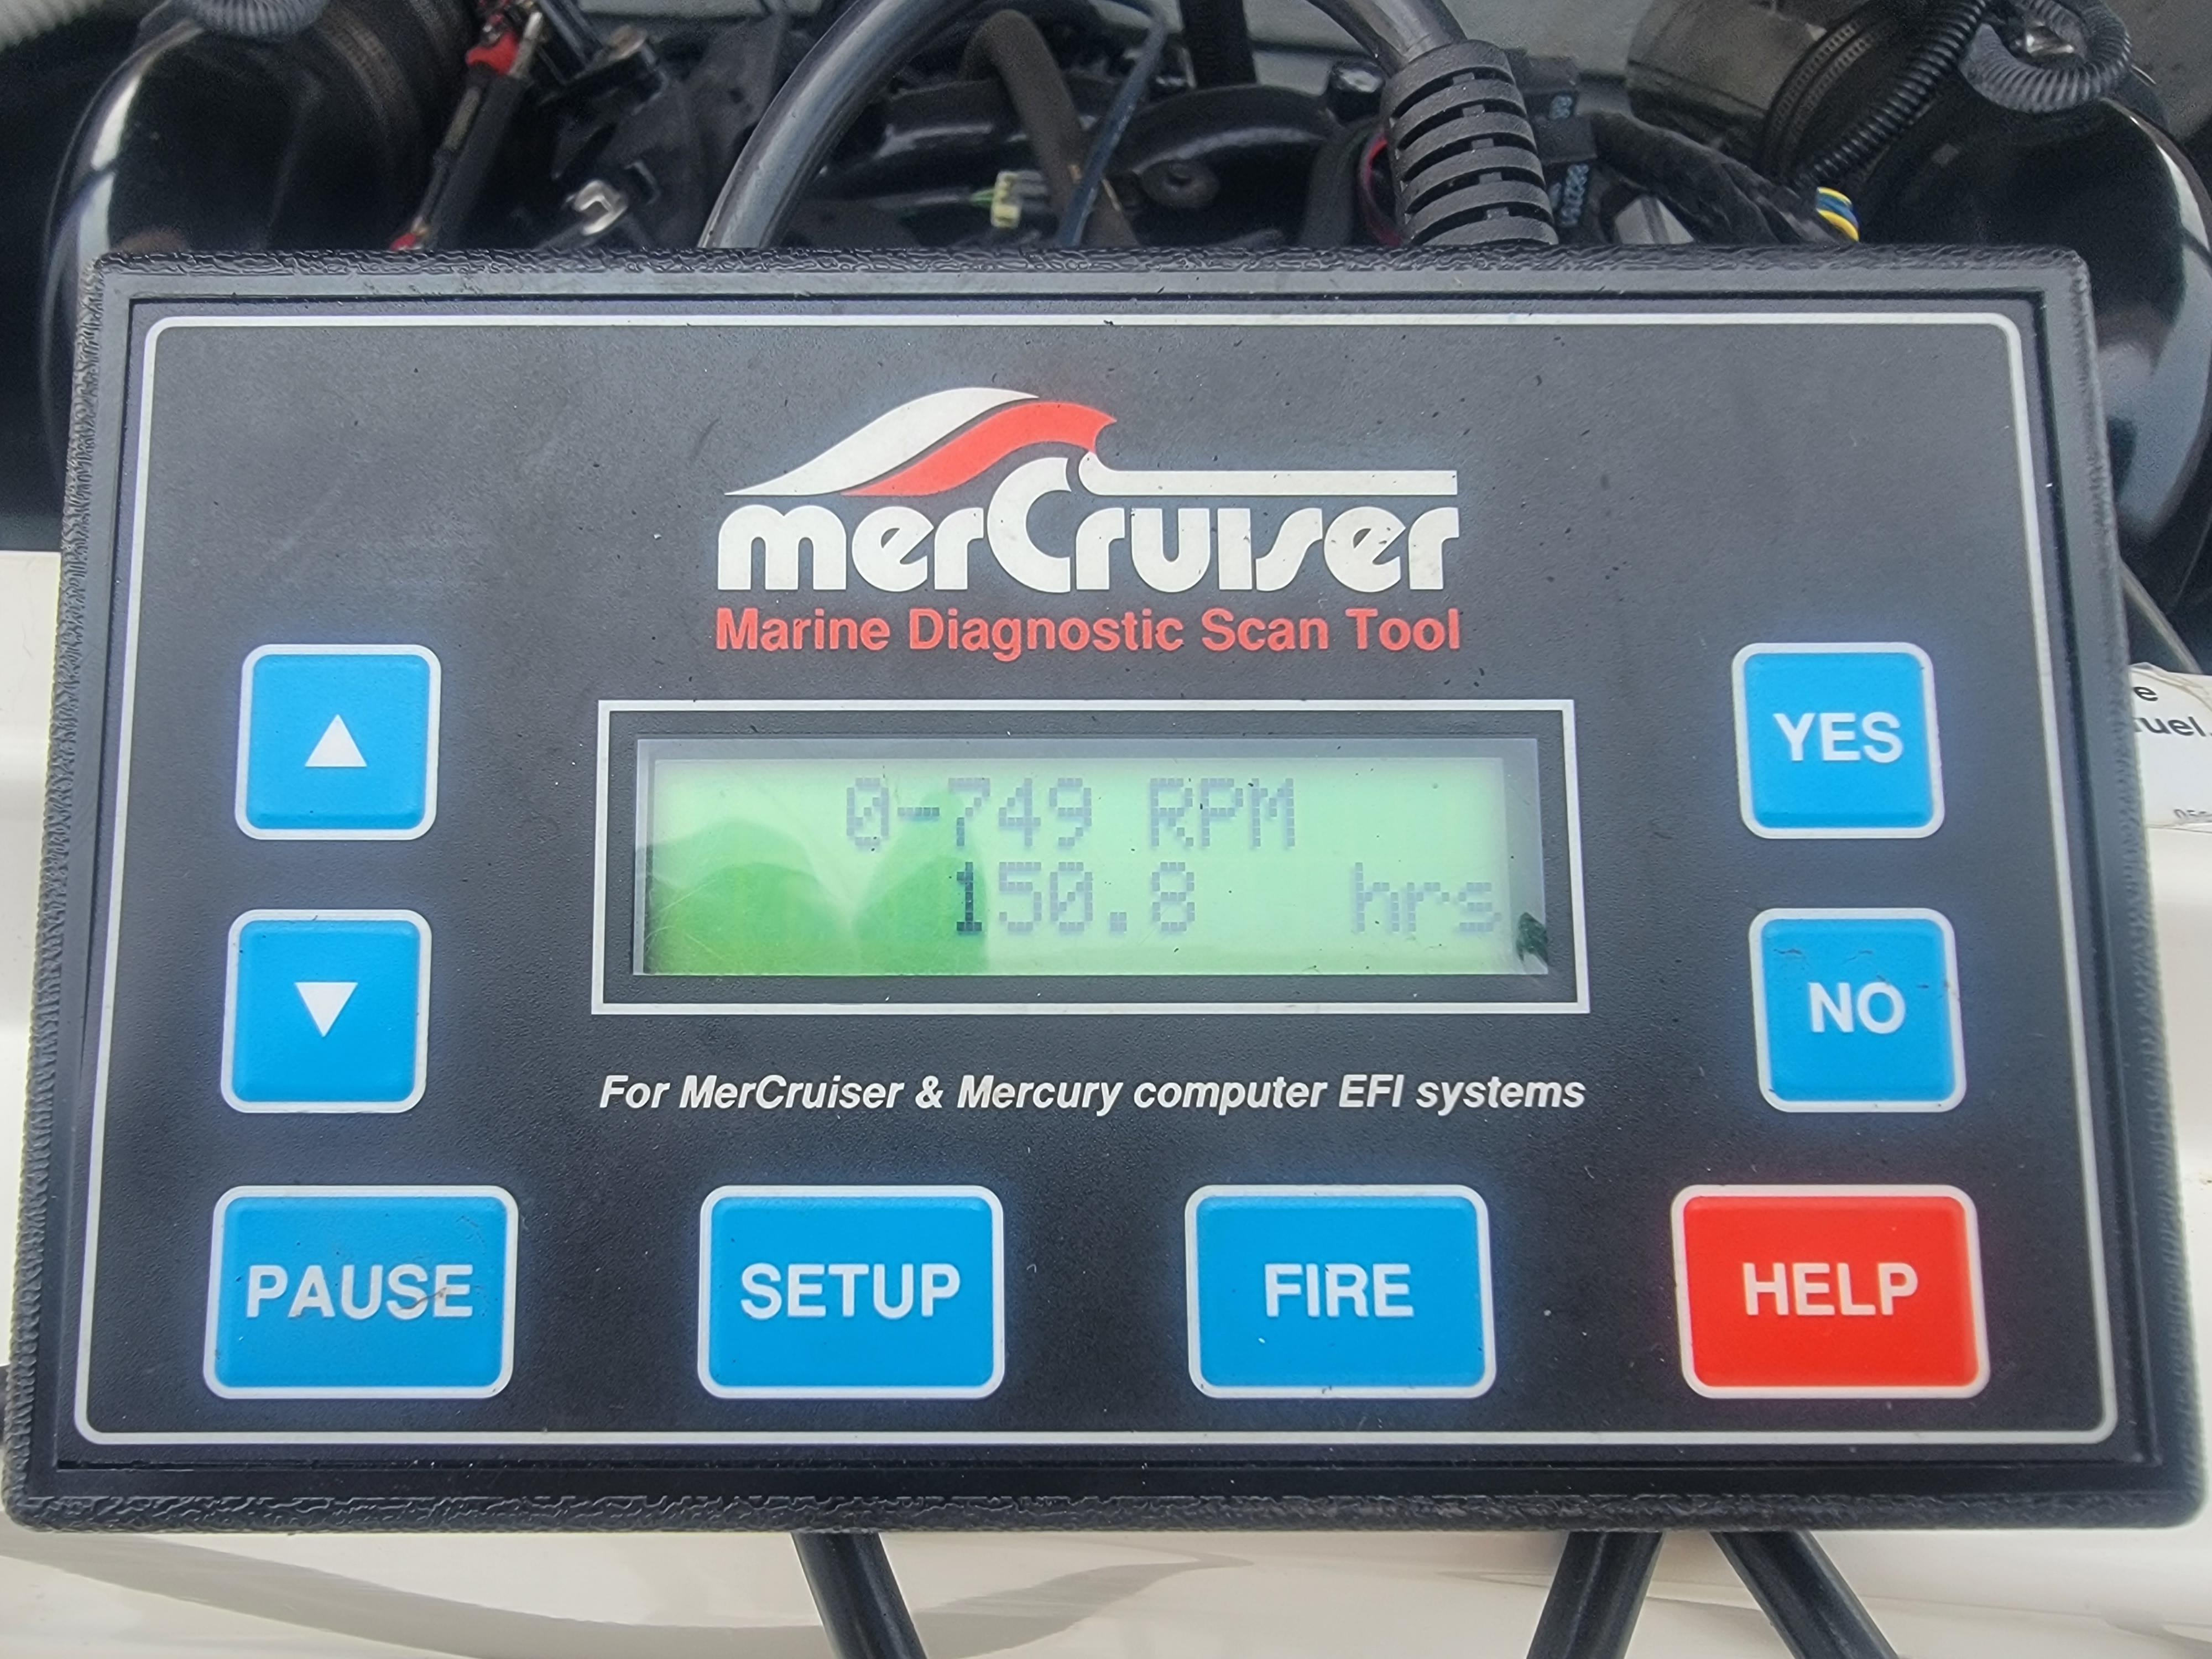 merCruiser
Marine Diagnostic Scan Tool
▲
YES
0-749 RPM
150.8 hrs
▼
NO
For MerCruiser & Mercury computer EFI systems
PAUSE
SETUP
FIRE
HELP
fuel.